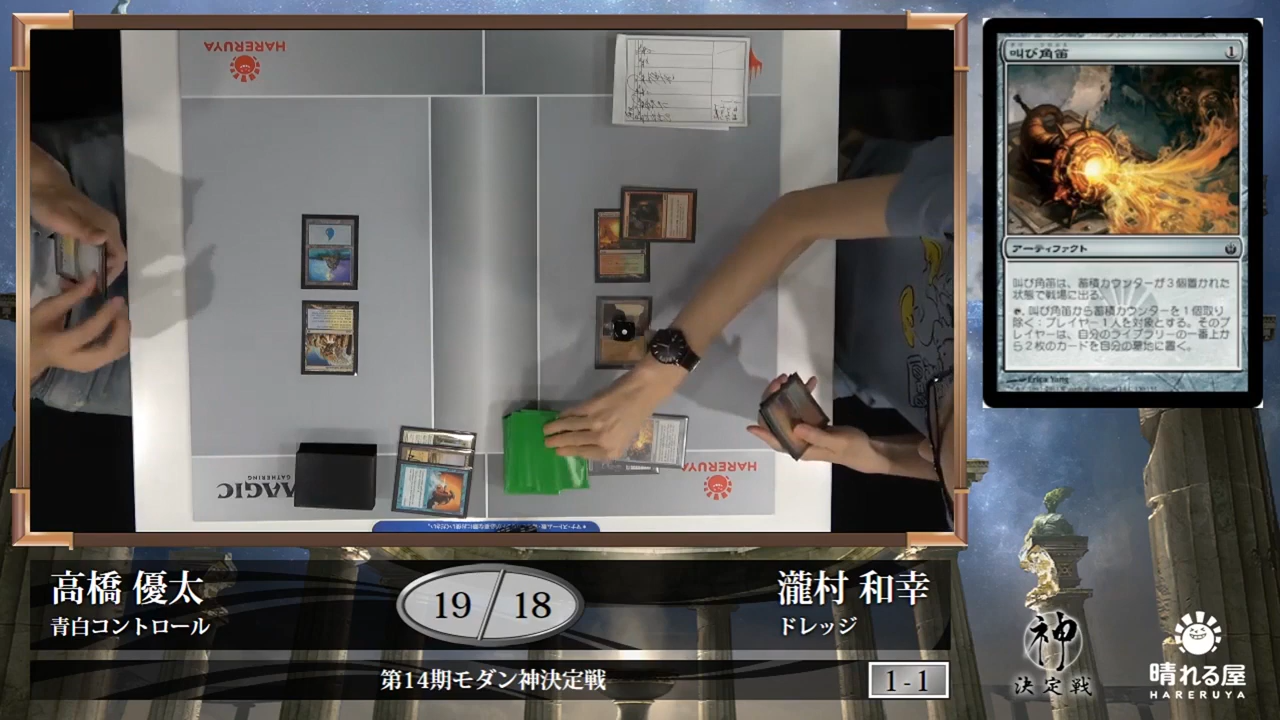 HARERUYA
叫び角笛
1
アーティファクト
叫び角笛は、蓄積カウンターが3個置かれた
状態で戦場に出る。
、叫び角笛から蓄積カウンターを1個取り
除く：プレイヤー1人を対象とする。そのプ
レイヤーは、自分のライブラリーの一番上か
ら2枚のカードを自分の墓地に置く。
MAGIC
GATHERING
HARERUYA
高橋 優太
青白コントロール
19/18
瀧村 和幸
ドレッジ
第14期モダン神決定戦
1-1
神
決定戦
晴れる屋
HARERUYA